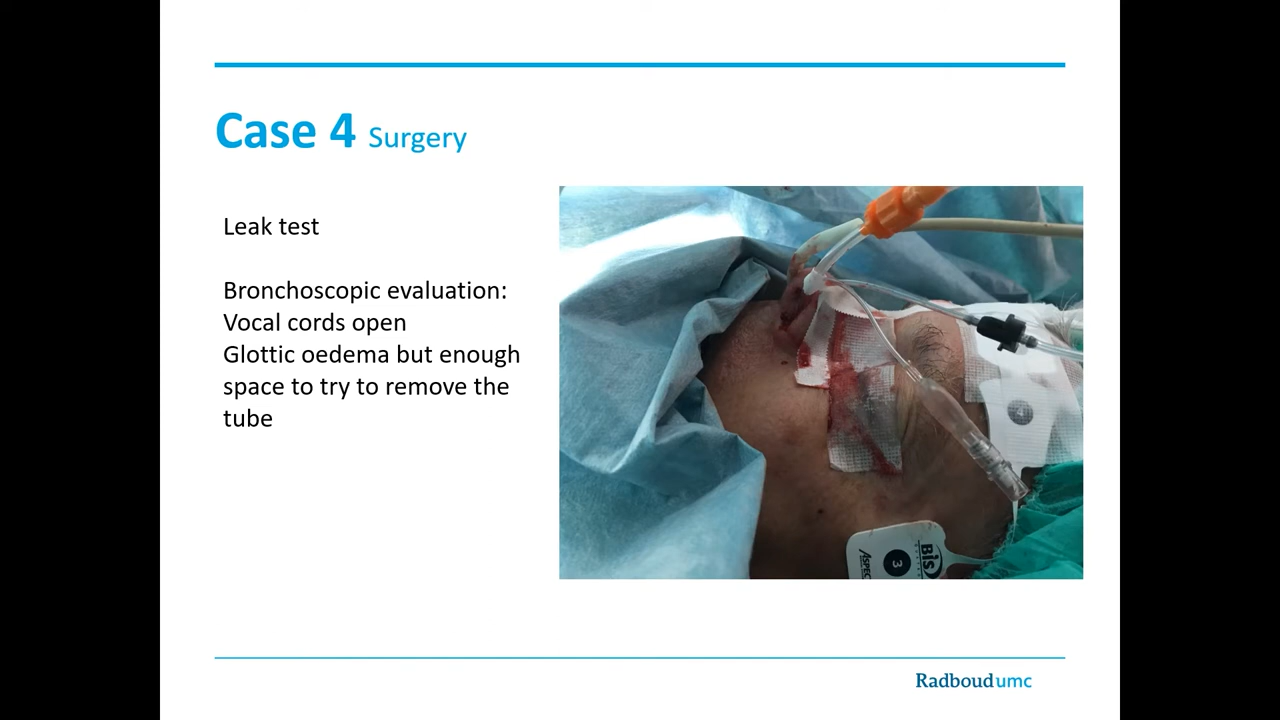 Case 4 Surgery
Leak test
Bronchoscopic evaluation:
Vocal cords open
Glottic oedema but enough
space to try to remove the
tube
BIS
ASPEC
3
Radboudumc